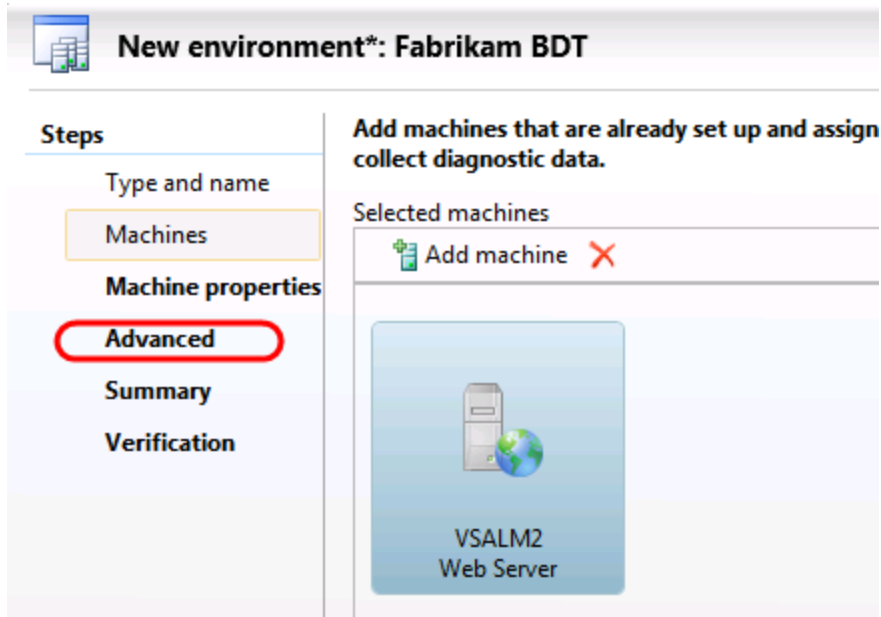 New environment*: Fabrikam BDT
Steps
Type and name
Machines
Machine properties
Advanced
Summary
Verification
Add machines that are already set up and assign
collect diagnostic data.
Selected machines
Add machine
VSALM2
Web Server